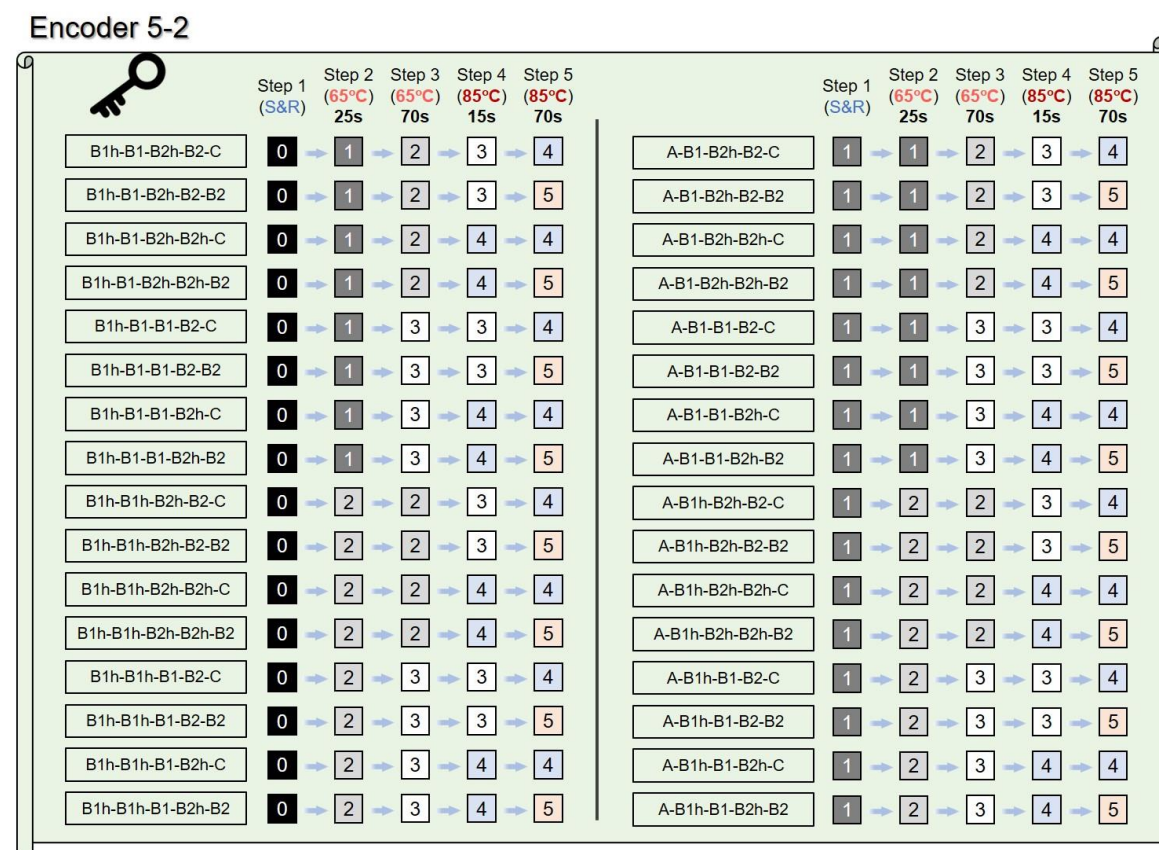 Encoder 5-2
Step 1 (S&R) Step 2 (65°C) 25s Step 3 (65°C) 70s Step 4 (85°C) 15s Step 5 (85°C) 70s
Step 1 (S&R) Step 2 (65°C) 25s Step 3 (65°C) 70s Step 4 (85°C) 15s Step 5 (85°C) 70s
B1h-B1-B2h-B2-C 0 1 2 3 4 A-B1-B2h-B2-C 1 1 2 3 4
B1h-B1-B2h-B2-B2 0 1 2 3 5 A-B1-B2h-B2-B2 1 1 2 3 5
B1h-B1-B2h-B2h-C 0 1 2 4 4 A-B1-B2h-B2h-C 1 1 2 4 4
B1h-B1-B2h-B2h-B2 0 1 2 4 5 A-B1-B2h-B2h-B2 1 1 2 4 5
B1h-B1-B1-B2-C 0 1 3 3 4 A-B1-B1-B2-C 1 1 3 3 4
B1h-B1-B1-B2-B2 0 1 3 3 5 A-B1-B1-B2-B2 1 1 3 3 5
B1h-B1-B1-B2h-C 0 1 3 4 4 A-B1-B1-B2h-C 1 1 3 4 4
B1h-B1-B1-B2h-B2 0 1 3 4 5 A-B1-B1-B2h-B2 1 1 3 4 5
B1h-B1h-B2h-B2-C 0 2 2 3 4 A-B1h-B2h-B2-C 1 2 2 3 4
B1h-B1h-B2h-B2-B2 0 2 2 3 5 A-B1h-B2h-B2-B2 1 2 2 3 5
B1h-B1h-B2h-B2h-C 0 2 2 4 4 A-B1h-B2h-B2h-C 1 2 2 4 4
B1h-B1h-B2h-B2h-B2 0 2 2 4 5 A-B1h-B2h-B2h-B2 1 2 2 4 5
B1h-B1h-B1-B2-C 0 2 3 3 4 A-B1h-B1-B2-C 1 2 3 3 4
B1h-B1h-B1-B2-B2 0 2 3 3 5 A-B1h-B1-B2-B2 1 2 3 3 5
B1h-B1h-B1-B2h-C 0 2 3 4 4 A-B1h-B1-B2h-C 1 2 3 4 4
B1h-B1h-B1-B2h-B2 0 2 3 4 5 A-B1h-B1-B2h-B2 1 2 3 4 5